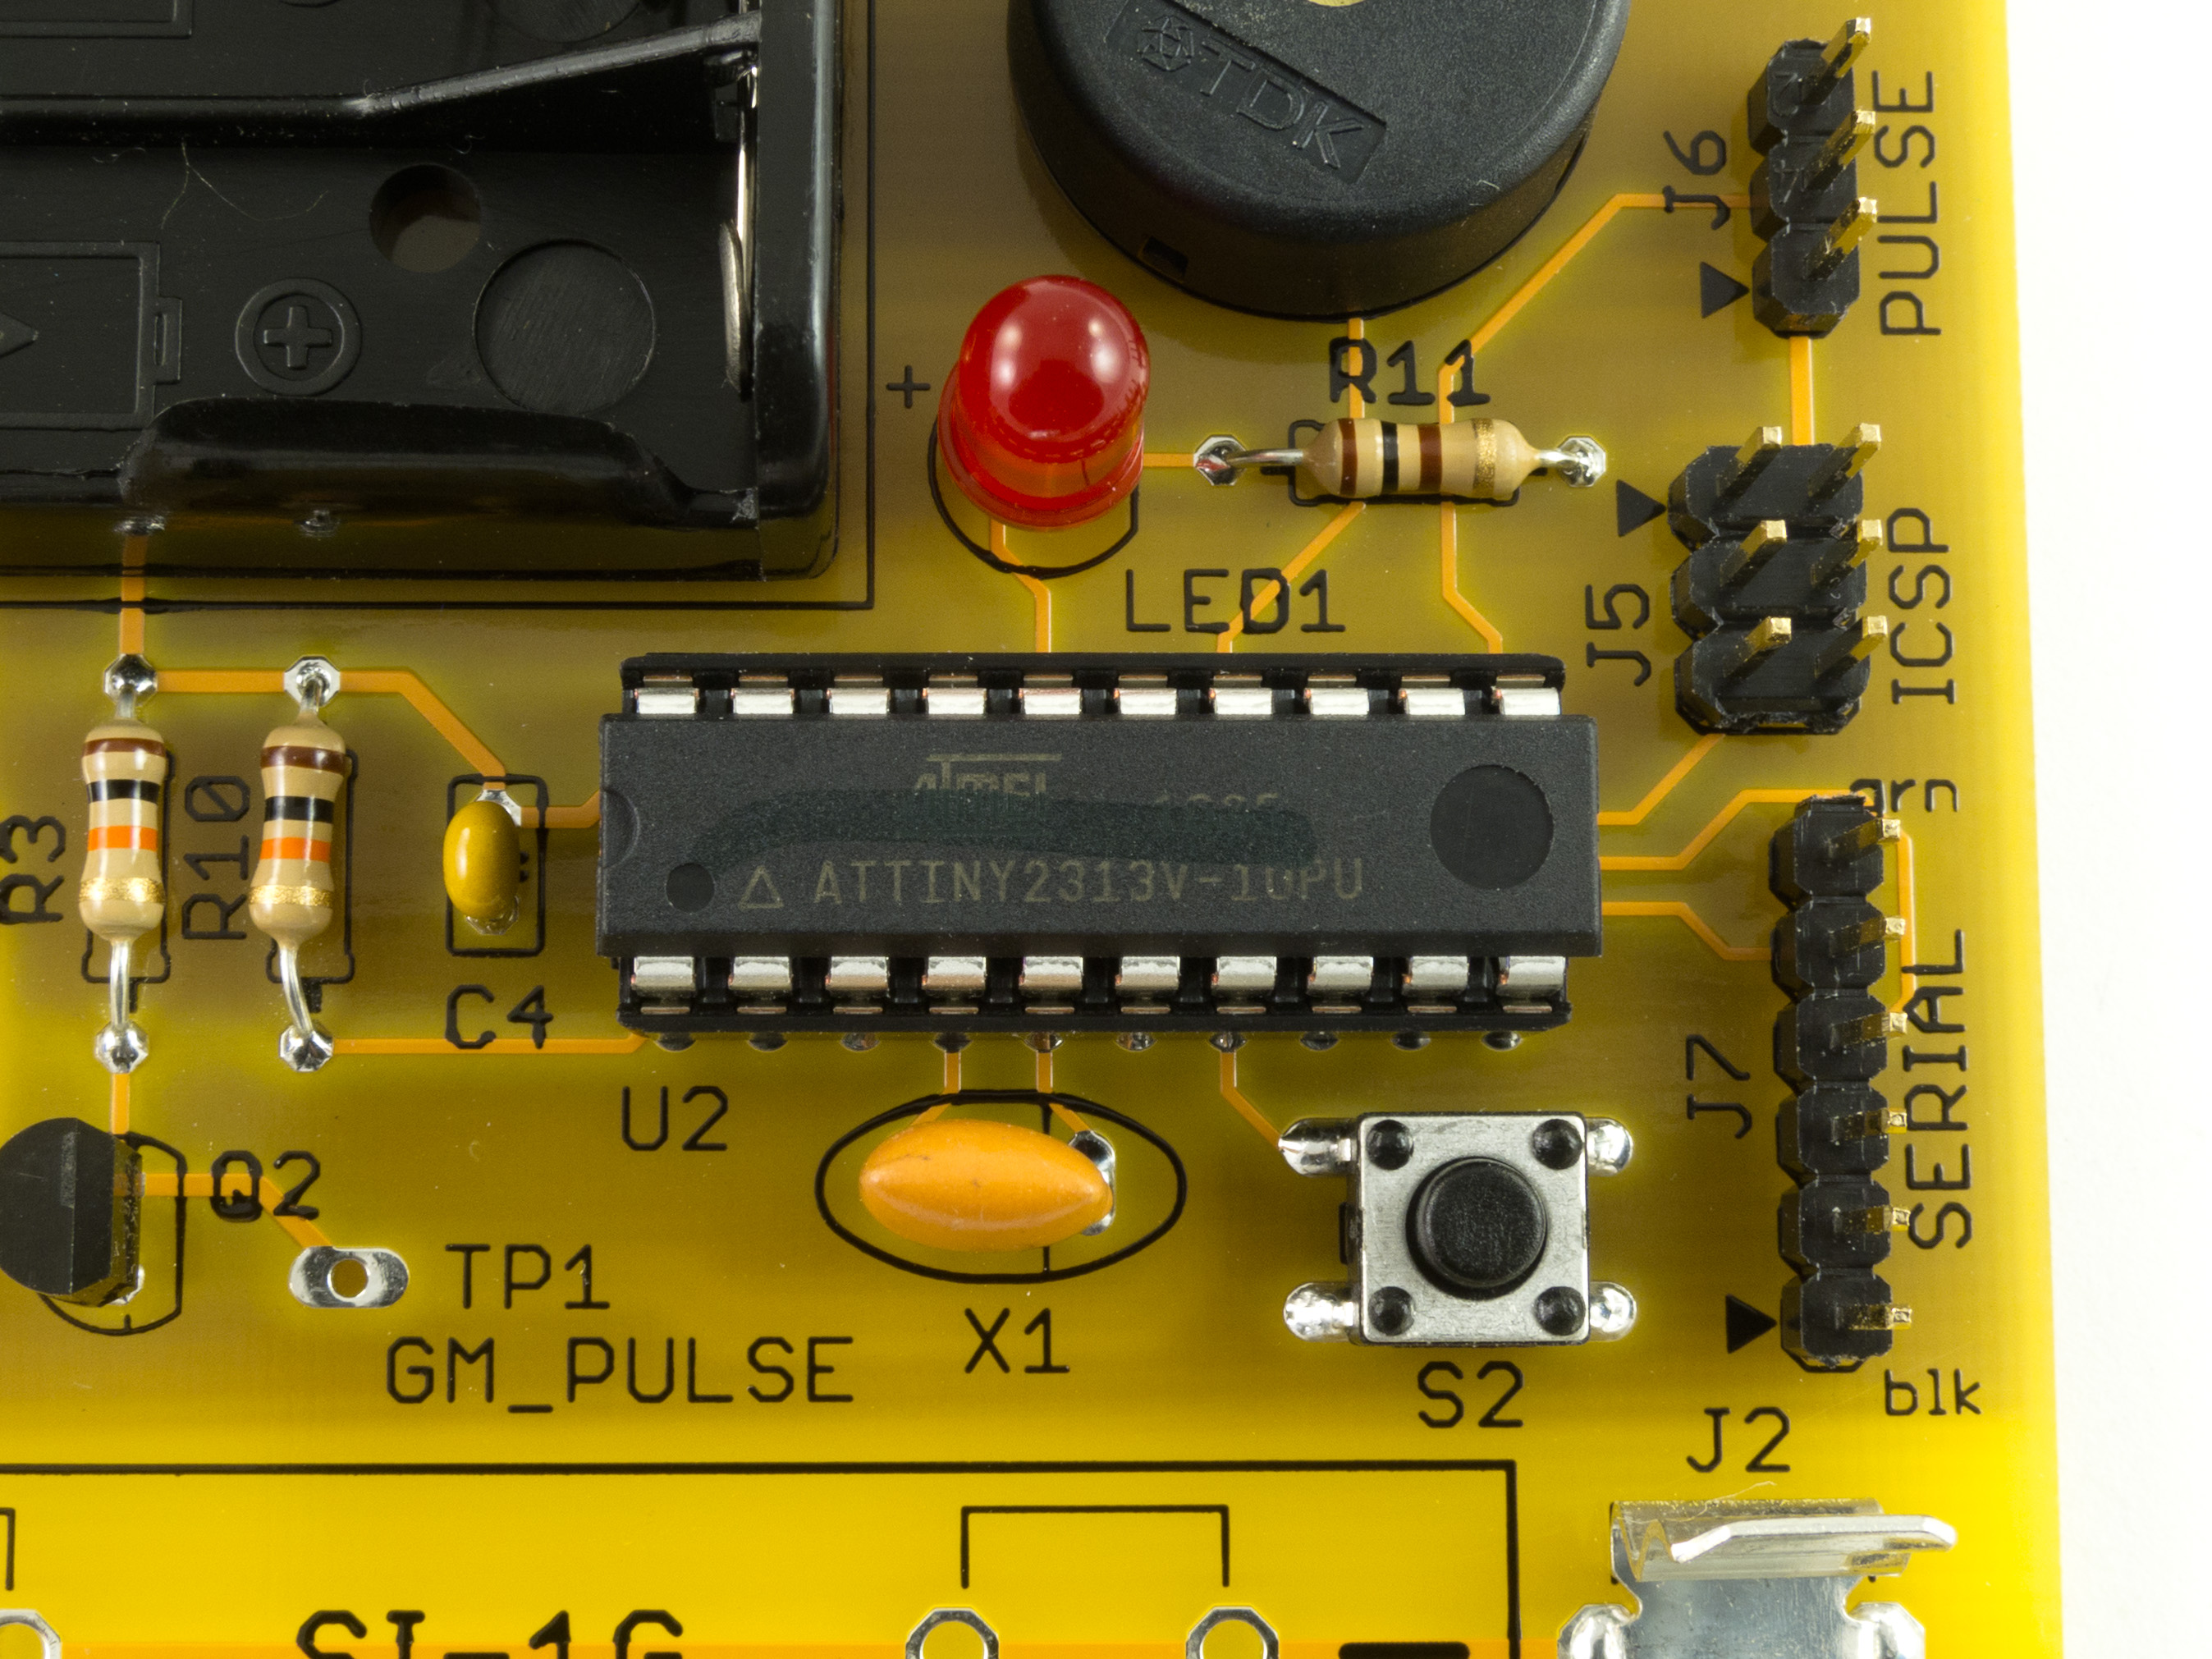 TDK
J6
PULSE
+
R11
LED1
J5
ICSP
R3
R10
C4
ATMEL
ATTINY2313V-10PU
grn
J7
SERIAL
U2
Q2
TP1
GM_PULSE
X1
S2
blk
J2